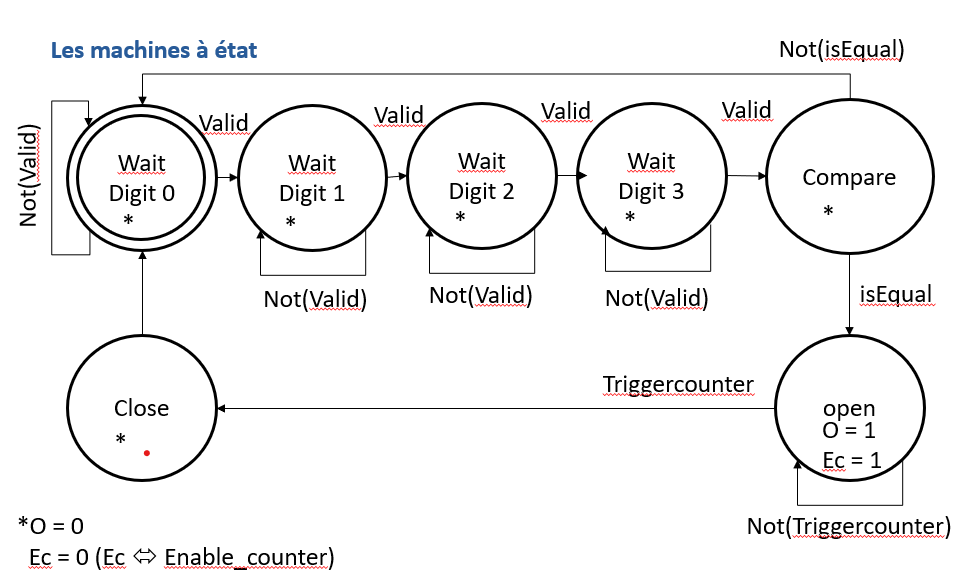 Les machines à état
Not(isEqual)
Not(Valid)
Valid
Valid
Valid
Valid
Wait
Digit 0
*
Wait
Digit 1
*
Wait
Digit 2
*
Wait
Digit 3
*
Compare
*
Not(Valid)
Not(Valid)
Not(Valid)
isEqual
Close
*
Triggercounter
open
O = 1
Ec = 1
Not(Triggercounter)
*O = 0
Ec = 0 (Ec ⇔ Enable_counter)